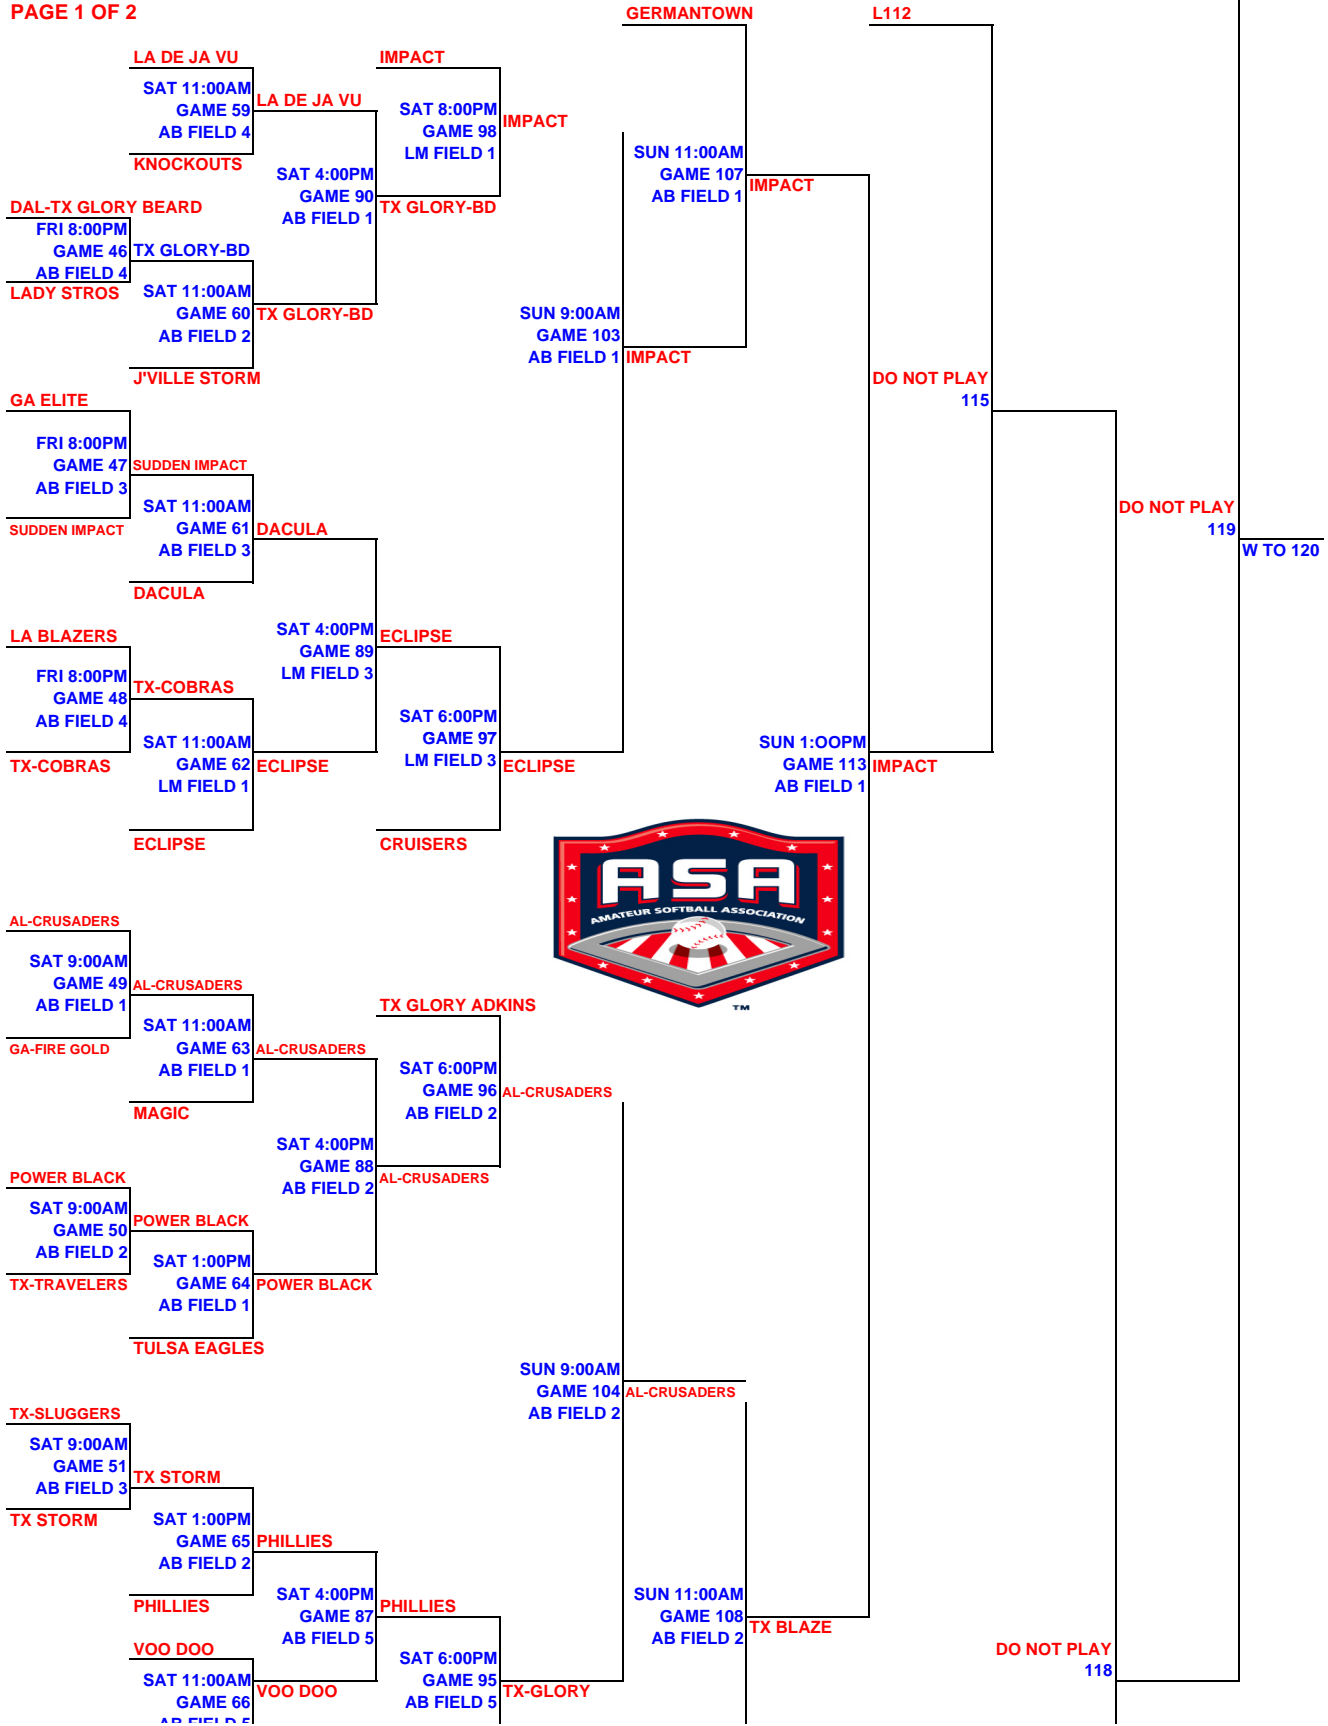 PAGE 1 OF 2
GERMANTOWN
L112
LA DE JA VU
IMPACT
SAT 11:00AM
GAME 59
AB FIELD 4
LA DE JA VU
KNOCKOUTS
SAT 8:00PM
GAME 98
LM FIELD 1
IMPACT
SUN 11:00AM
GAME 107
AB FIELD 1
IMPACT
SAT 4:00PM
GAME 90
AB FIELD 1
TX GLORY-BD
DAL-TX GLORY BEARD
FRI 8:00PM
GAME 46
AB FIELD 4
TX GLORY-BD
LADY STROS
SAT 11:00AM
GAME 60
AB FIELD 2
TX GLORY-BD
J'VILLE STORM
SUN 9:00AM
GAME 103
AB FIELD 1
IMPACT
DO NOT PLAY
115
GA ELITE
FRI 8:00PM
GAME 47
AB FIELD 3
SUDDEN IMPACT
SUDDEN IMPACT
SAT 11:00AM
GAME 61
AB FIELD 3
DACULA
DACULA
DO NOT PLAY
119
W TO 120
LA BLAZERS
SAT 4:00PM
GAME 89
LM FIELD 3
ECLIPSE
FRI 8:00PM
GAME 48
AB FIELD 4
TX-COBRAS
TX-COBRAS
SAT 11:00AM
GAME 62
LM FIELD 1
ECLIPSE
ECLIPSE
SAT 6:00PM
GAME 97
LM FIELD 3
ECLIPSE
CRUISERS
SUN 1:OOPM
GAME 113
AB FIELD 1
IMPACT
ASA
AMATEUR SOFTBALL ASSOCIATION
TM
AL-CRUSADERS
SAT 9:00AM
GAME 49
AB FIELD 1
AL-CRUSADERS
GA-FIRE GOLD
SAT 11:00AM
GAME 63
AB FIELD 1
AL-CRUSADERS
MAGIC
TX GLORY ADKINS
SAT 6:00PM
GAME 96
AB FIELD 2
AL-CRUSADERS
SAT 4:00PM
GAME 88
AB FIELD 2
AL-CRUSADERS
POWER BLACK
SAT 9:00AM
GAME 50
AB FIELD 2
POWER BLACK
TX-TRAVELERS
SAT 1:00PM
GAME 64
AB FIELD 1
POWER BLACK
TULSA EAGLES
SUN 9:00AM
GAME 104
AB FIELD 2
AL-CRUSADERS
TX-SLUGGERS
SAT 9:00AM
GAME 51
AB FIELD 3
TX STORM
TX STORM
SAT 1:00PM
GAME 65
AB FIELD 2
PHILLIES
PHILLIES
SAT 4:00PM
GAME 87
AB FIELD 5
PHILLIES
SUN 11:00AM
GAME 108
AB FIELD 2
TX BLAZE
VOO DOO
SAT 11:00AM
GAME 66
AB FIELD 5
VOO DOO
SAT 6:00PM
GAME 95
AB FIELD 5
TX-GLORY
DO NOT PLAY
118